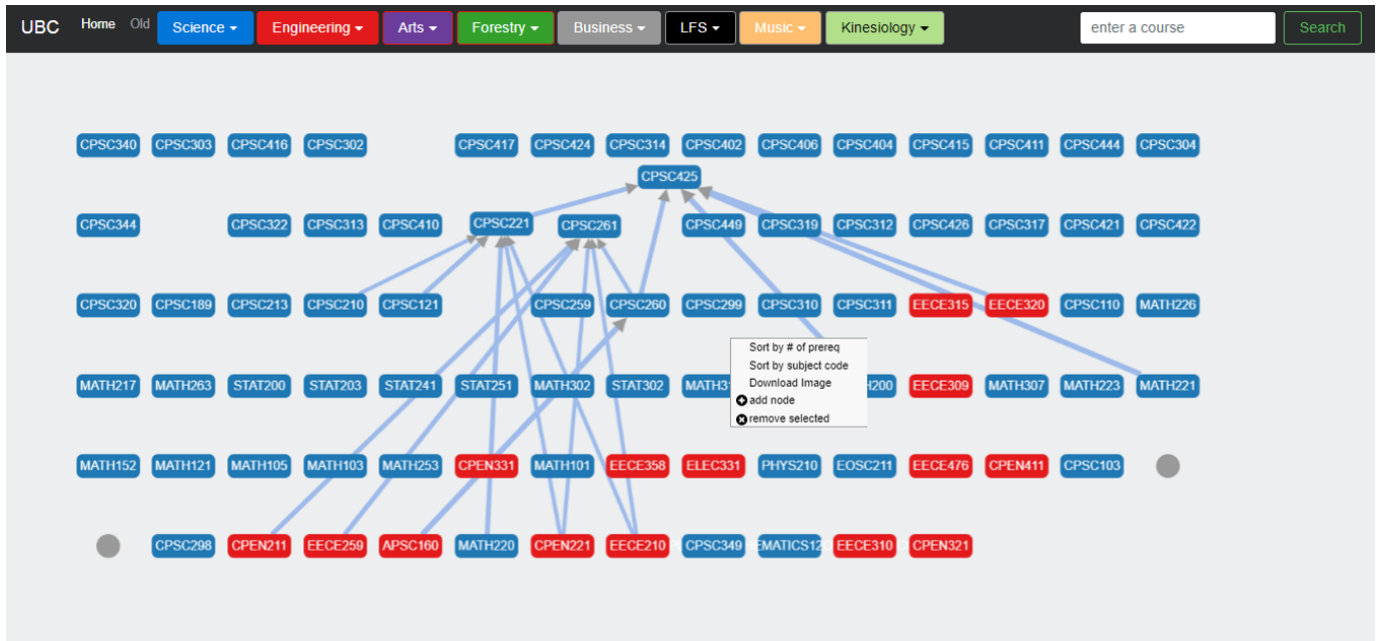 UBC Home Old Science Engineering Arts Forestry Business LFS Music Kinesiology enter a course Search
CPSC340 CPSC303 CPSC416 CPSC302 CPSC417 CPSC424 CPSC314 CPSC402 CPSC406 CPSC404 CPSC415 CPSC411 CPSC444 CPSC304
CPSC425
CPSC344 CPSC322 CPSC313 CPSC410 CPSC221 CPSC261 CPSC449 CPSC319 CPSC312 CPSC426 CPSC317 CPSC421 CPSC422
CPSC320 CPSC189 CPSC213 CPSC210 CPSC121 CPSC259 CPSC260 CPSC299 CPSC310 CPSC311 EECE315 EECE320 CPSC110 MATH226
Sort by # of prereq
Sort by subject code
Download Image
add node
remove selected
MATH217 MATH263 STAT200 STAT203 STAT241 STAT251 MATH302 STAT302 EECE309 MATH307 MATH223 MATH221
MATH152 MATH121 MATH105 MATH103 MATH253 CPEN331 MATH101 EECE358 ELEC331 PHYS210 EOSC211 EECE476 CPEN411 CPSC103
CPSC298 CPEN211 EECE259 APSC160 MATH220 CPEN221 EECE210 CPSC349 EMATICS12 EECE310 CPEN321